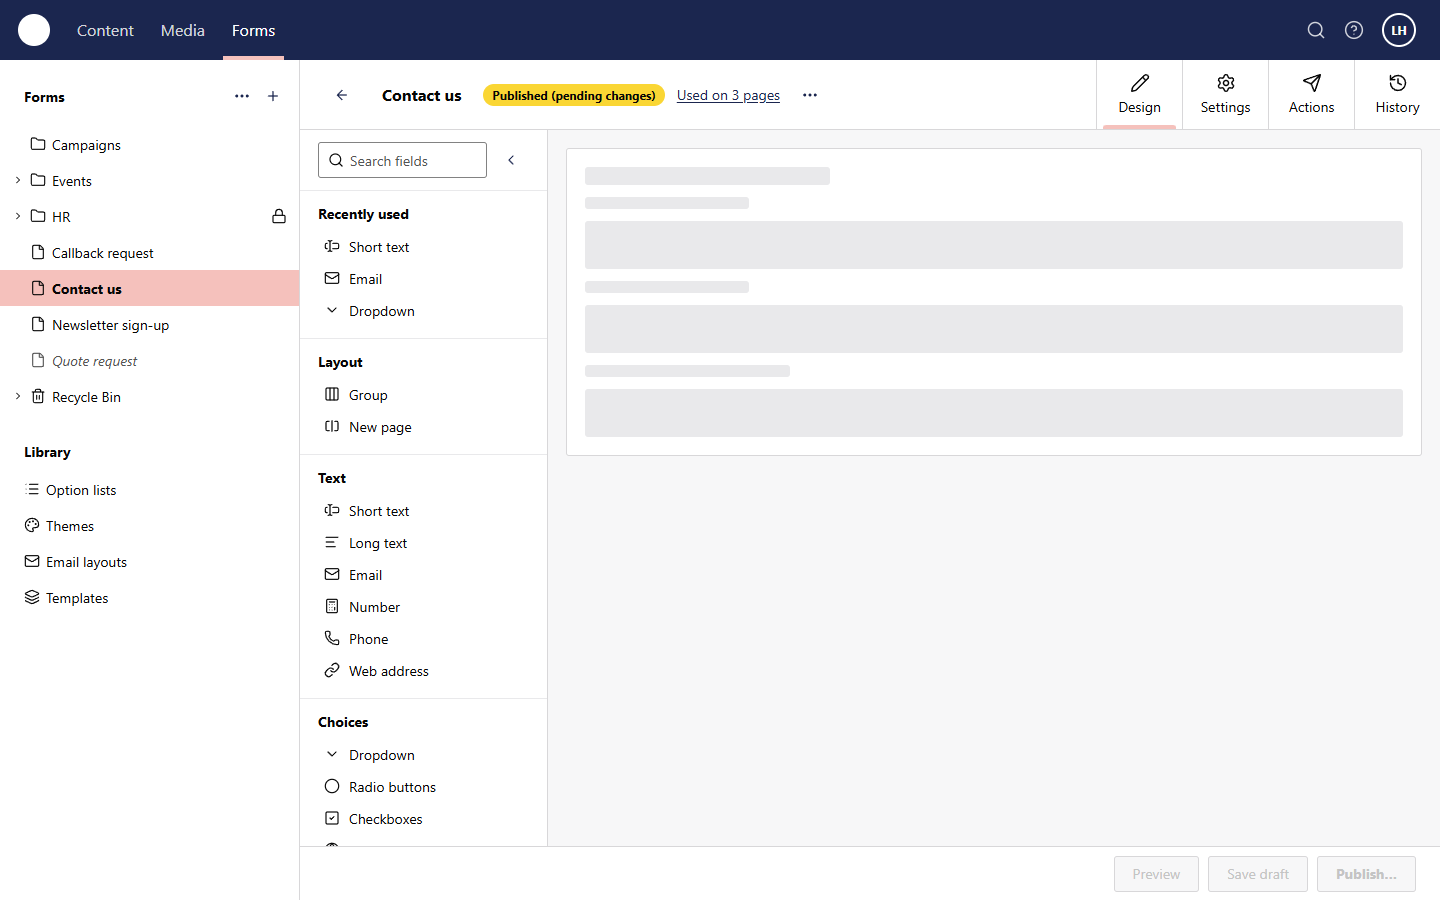 Content Media Forms
LH
Forms
Campaigns
Events
HR
Callback request
Contact us
Newsletter sign-up
Quote request
Recycle Bin
Library
Option lists
Themes
Email layouts
Templates
Contact us
Published (pending changes)
Used on 3 pages
Design
Settings
Actions
History
Search fields
Recently used
Short text
Email
Dropdown
Layout
Group
New page
Text
Short text
Long text
Email
Number
Phone
Web address
Choices
Dropdown
Radio buttons
Checkboxes
Preview
Save draft
Publish...